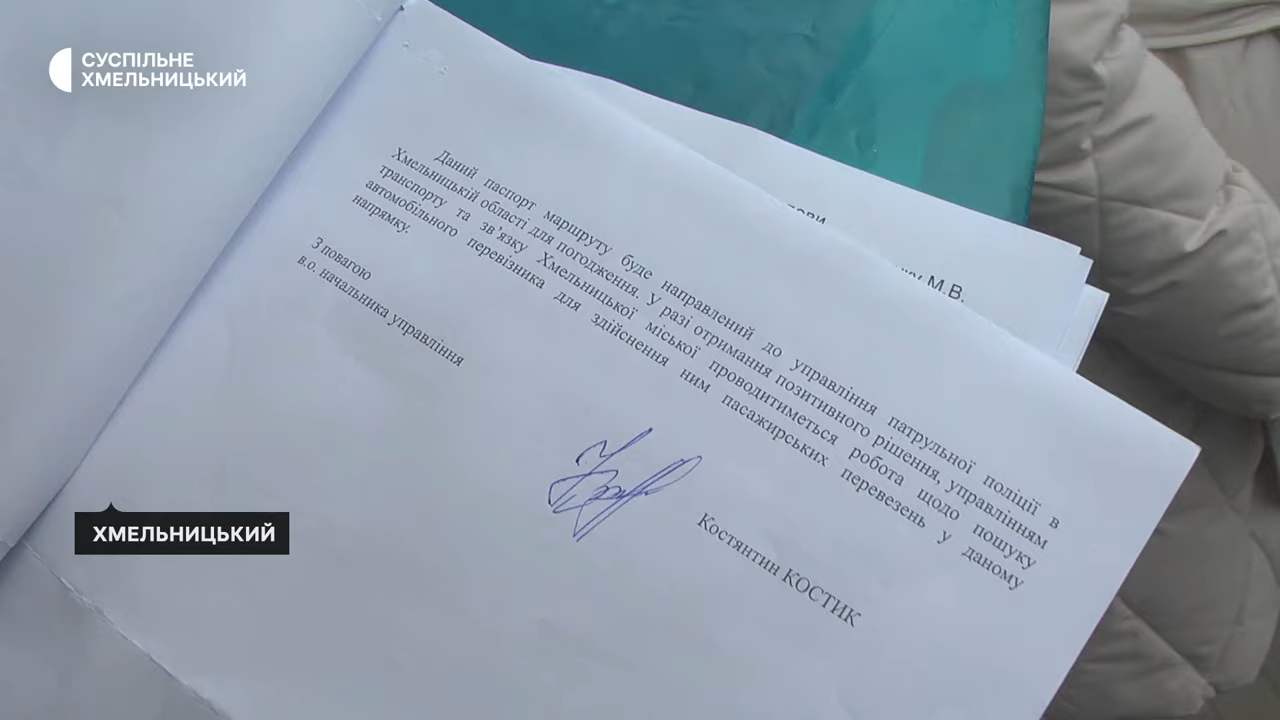 СУСПІЛЬНЕ
ХМЕЛЬНИЦЬКИЙ
Даний паспорт маршруту буде направлений до управління патрульної поліції в
Хмельницькій області для погодження. У разі отримання позитивного рішення, управлінням
транспорту та зв'язку Хмельницької міської проводитиметься робота щодо пошуку
автомобільного перевізника для здійснення ним пасажирських перевезень у даному
напрямку.
З повагою
в.о. начальника управління
Костянтин КОСТИК
М.В.
ХМЕЛЬНИЦЬКИЙ